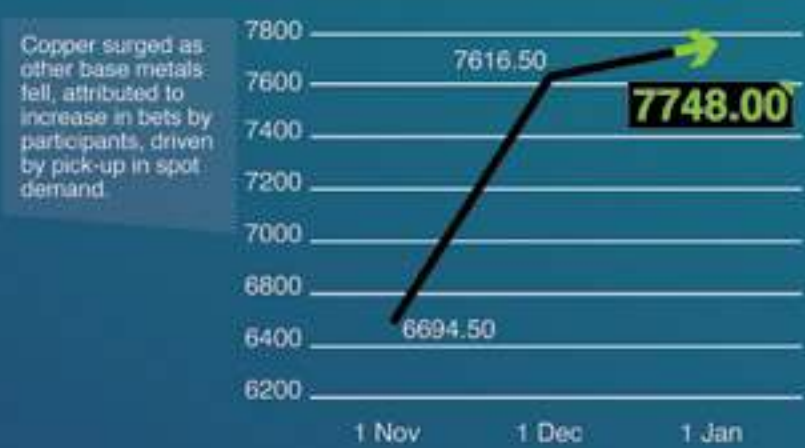 Copper surged as
other base metals
fell, attributed to
increase in bets by
participants, driven
by pick-up in spot
demand.
7800
7616.50
7600
7748.00
7400
7200
7000
6800
6694.50
6400
6200
1 Nov 1 Dec 1 Jan